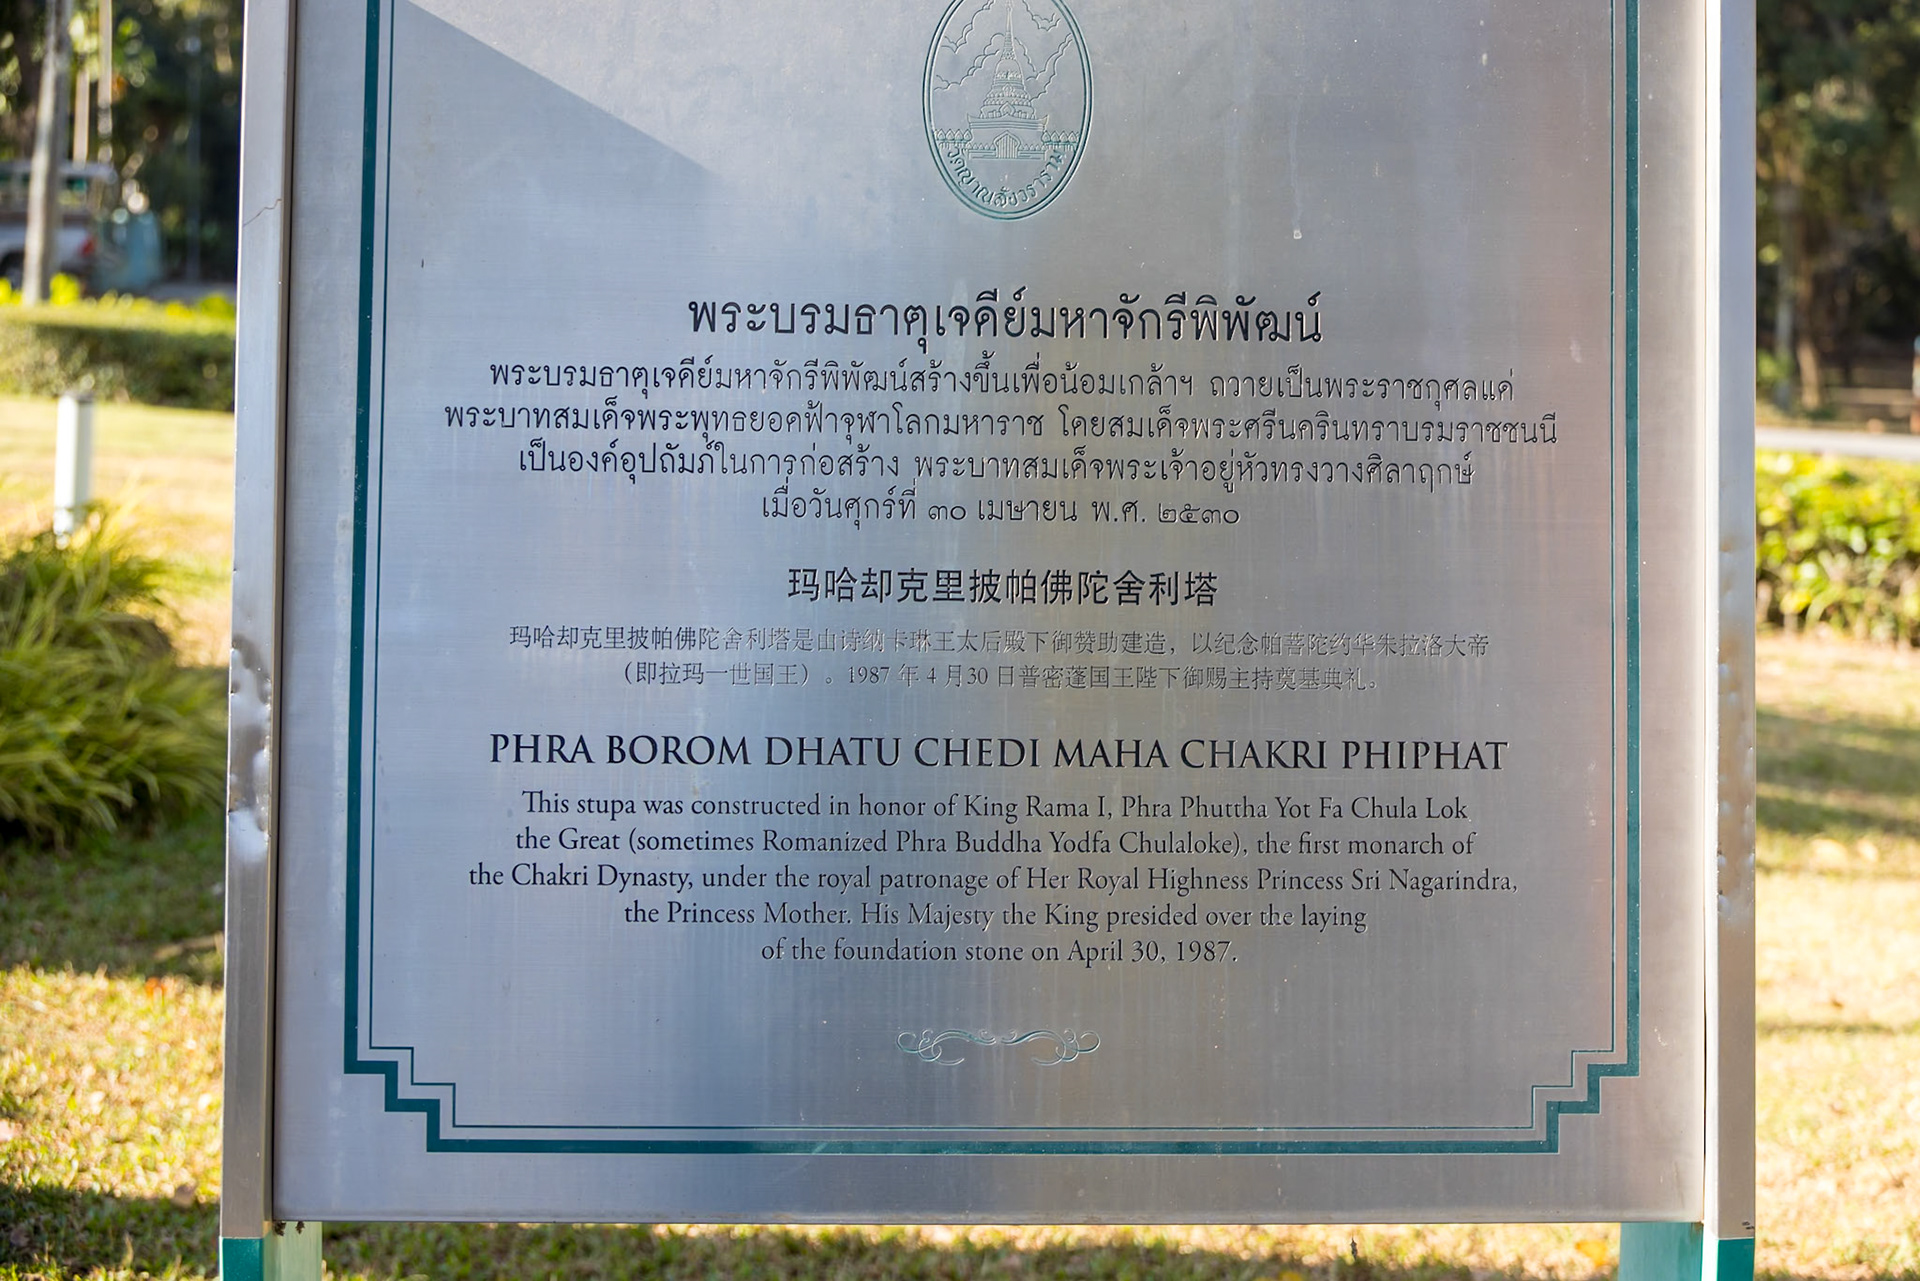 วัดญาณสังวราราม
พระบรมธาตุเจดีย์มหาจักรีพิพัฒน์
พระบรมธาตุเจดีย์มหาจักรีพิพัฒน์สร้างขึ้นเพื่อน้อมเกล้าฯ ถวายเป็นพระราชกุศลแด่
พระบาทสมเด็จพระพุทธยอดฟ้าจุฬาโลกมหาราช โดยสมเด็จพระศรีนครินทราบรมราชชนนี
เป็นองค์อุปถัมภ์ในการก่อสร้าง พระบาทสมเด็จพระเจ้าอยู่หัวทรงวางศิลาฤกษ์
เมื่อวันศุกร์ที่ ๓๐ เมษายน พ.ศ. ๒๕๓๐
玛哈却克里披帕佛陀舍利塔
玛哈却克里披帕佛陀舍利塔是由诗纳卡琳王太后殿下御赞助建造，以纪念帕菩陀约华朱拉洛大帝
（即拉玛一世国王）。1987 年 4 月30 日普密蓬国王陛下御赐主持奠基典礼。
PHRA BOROM DHATU CHEDI MAHA CHAKRI PHIPHAT
This stupa was constructed in honor of King Rama I, Phra Phuttha Yot Fa Chula Lok
the Great (sometimes Romanized Phra Buddha Yodfa Chulaloke), the first monarch of
the Chakri Dynasty, under the royal patronage of Her Royal Highness Princess Sri Nagarindra,
the Princess Mother. His Majesty the King presided over the laying
of the foundation stone on April 30, 1987.